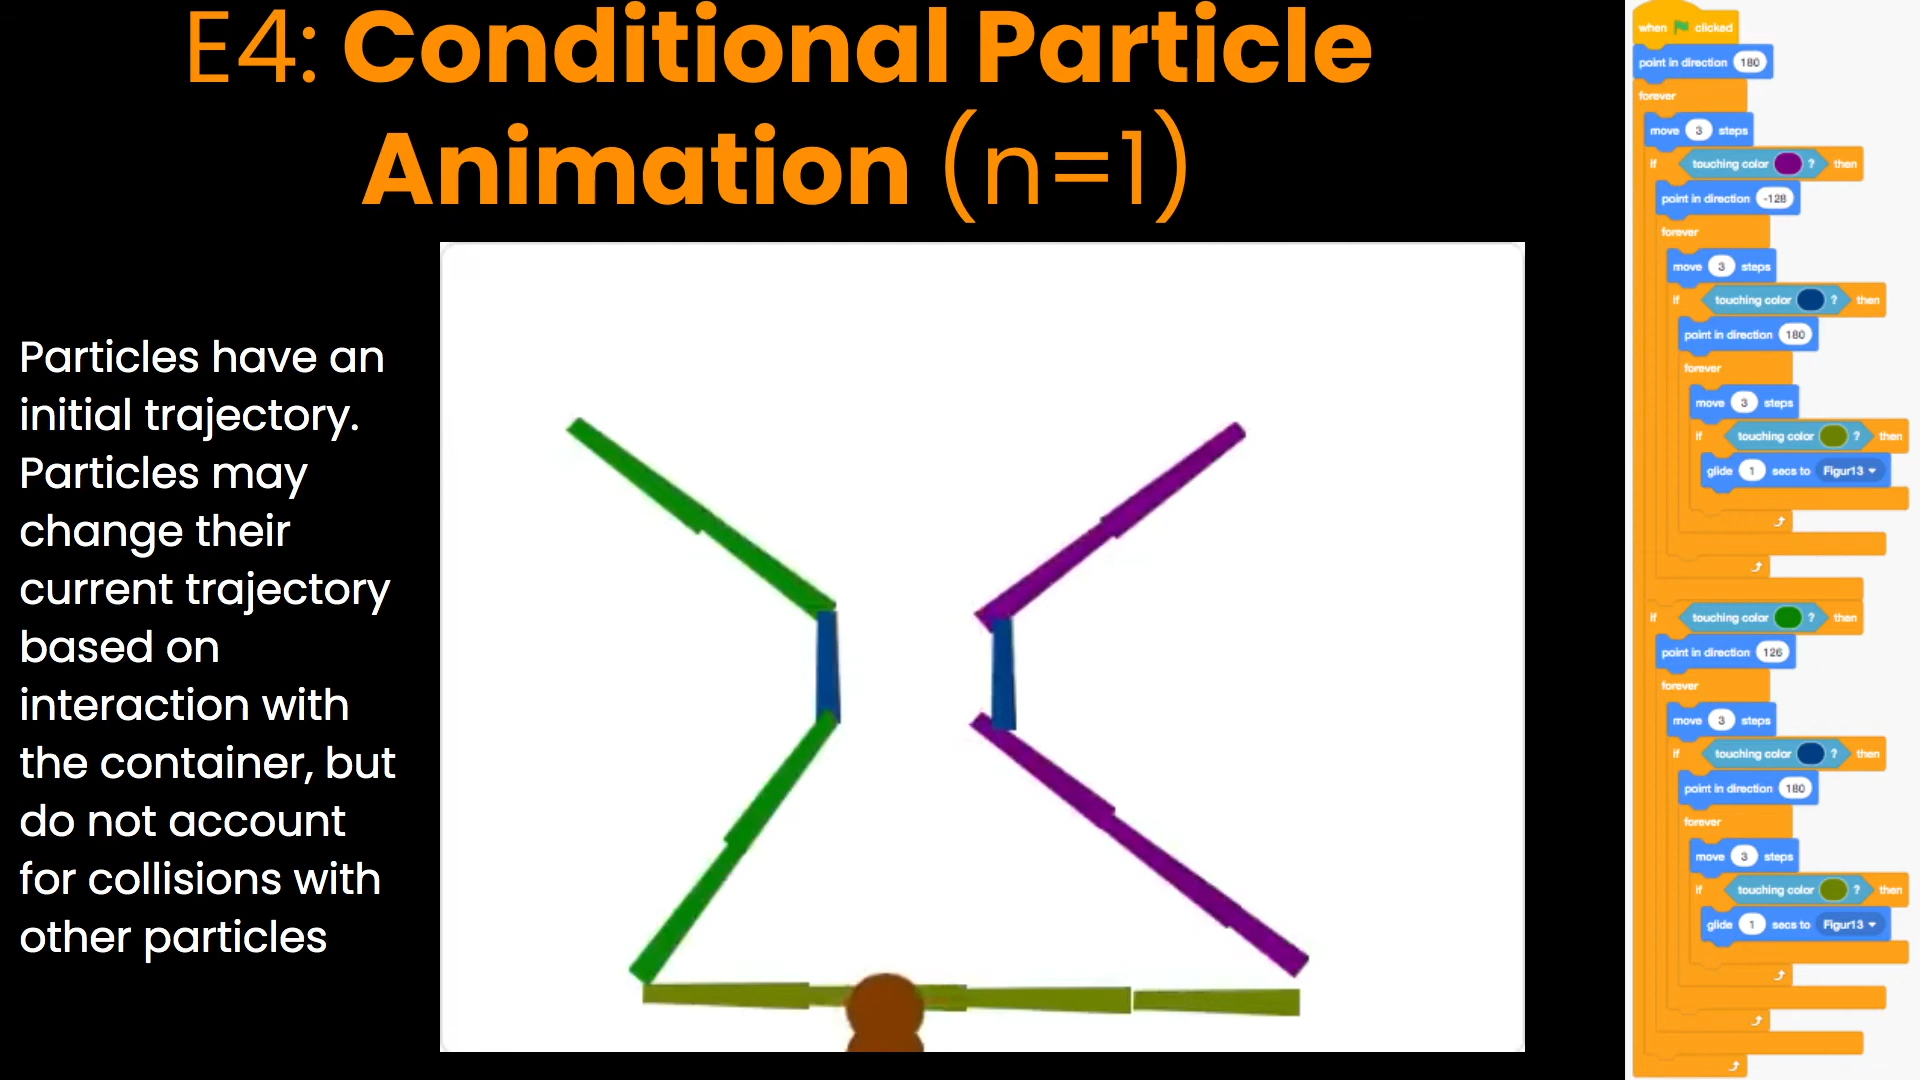 E4: Conditional Particle
Animation (n=1)
Particles have an
initial trajectory.
Particles may
change their
current trajectory
based on
interaction with
the container, but
do not account
for collisions with
other particles
when clicked
point in direction 180
forever
move 3 steps
if touching color ? then
point in direction -128
forever
move 3 steps
if touching color ? then
point in direction 180
forever
move 3 steps
if touching color ? then
glide 1 secs to Figur13
if touching color ? then
point in direction 126
forever
move 3 steps
if touching color ? then
point in direction 180
forever
move 3 steps
if touching color ? then
glide 1 secs to Figur13